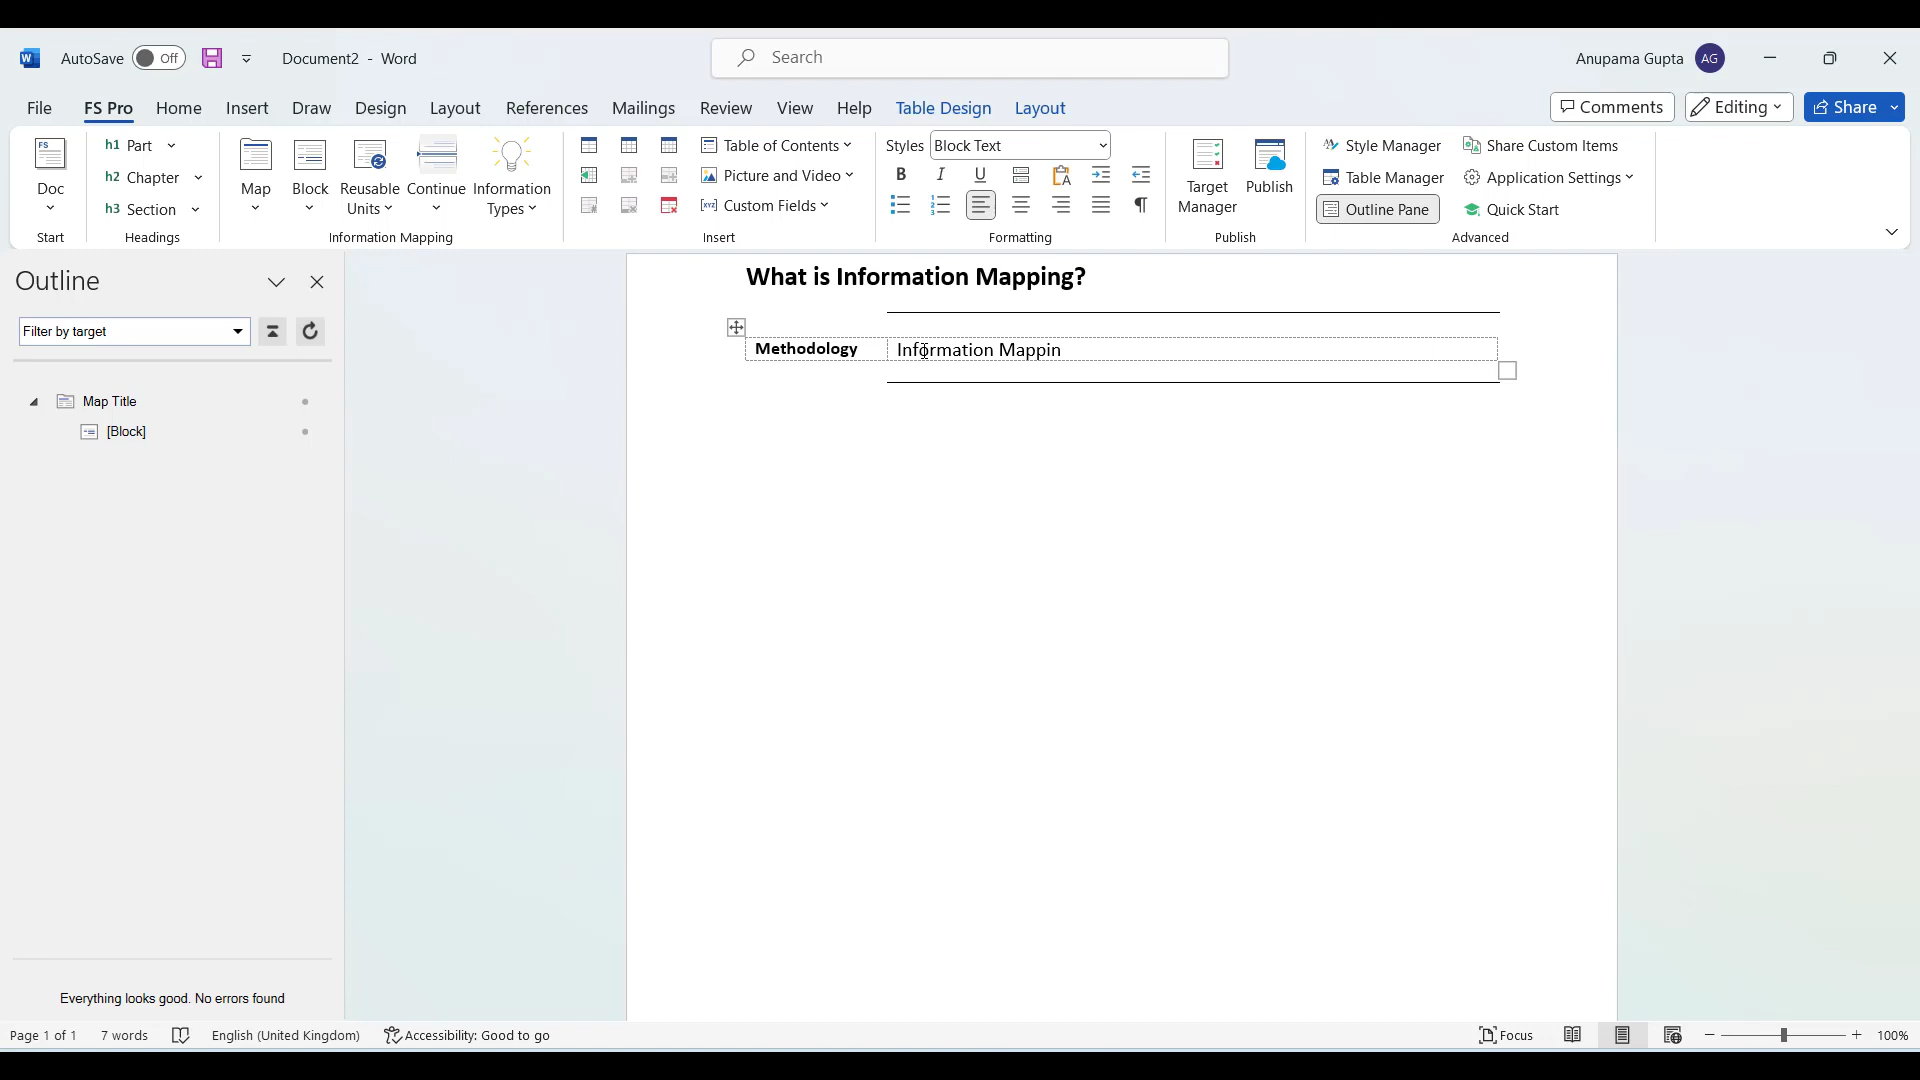 AutoSave Off Document2 - Word Search Anupama Gupta AG
File FS Pro Home Insert Draw Design Layout References Mailings Review View Help Table Design Layout Comments Editing Share
FS Doc
h1 Part
h2 Chapter
h3 Section
Map
Block
Reusable Units
Continue
Information Types
Table of Contents
Picture and Video
Custom Fields
Styles Block Text
B I U
Target Manager
Publish
Style Manager Share Custom Items
Table Manager Application Settings
Outline Pane Quick Start
Start Headings Information Mapping Insert Formatting Publish Advanced
Outline
Filter by target
Map Title
[Block]
Everything looks good. No errors found
What is Information Mapping?
Methodology Information Mappin
Page 1 of 1 7 words English (United Kingdom) Accessibility: Good to go Focus 100%